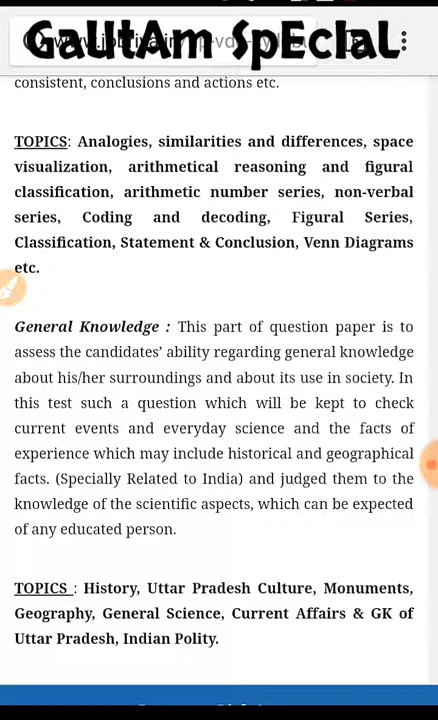 GautAm SpEcIaL
consistent, conclusions and actions etc.
TOPICS: Analogies, similarities and differences, space
visualization, arithmetical reasoning and figural
classification, arithmetic number series, non-verbal
series, Coding and decoding, Figural Series,
Classification, Statement & Conclusion, Venn Diagrams
etc.
General Knowledge : This part of question paper is to
assess the candidates’ ability regarding general knowledge
about his/her surroundings and about its use in society. In
this test such a question which will be kept to check
current events and everyday science and the facts of
experience which may include historical and geographical
facts. (Specially Related to India) and judged them to the
knowledge of the scientific aspects, which can be expected
of any educated person.
TOPICS : History, Uttar Pradesh Culture, Monuments,
Geography, General Science, Current Affairs & GK of
Uttar Pradesh, Indian Polity.